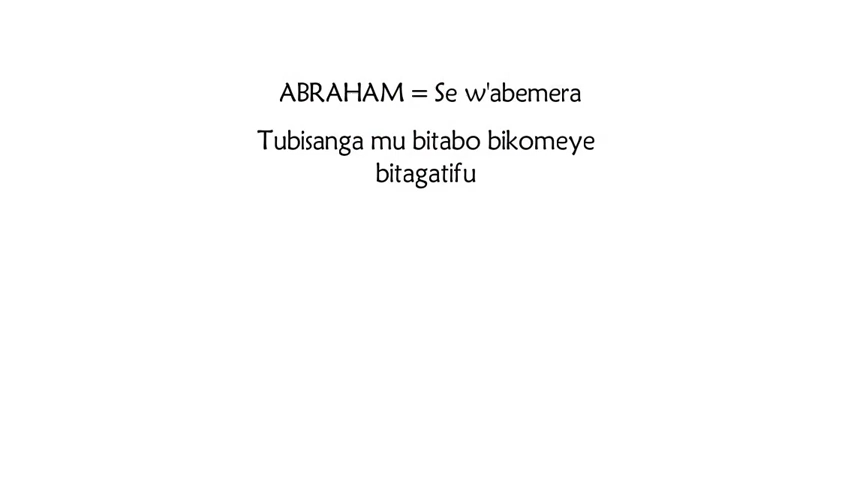 ABRAHAM = Se w'abemera
Tubisanga mu bitabo bikomeye
bitagatifu